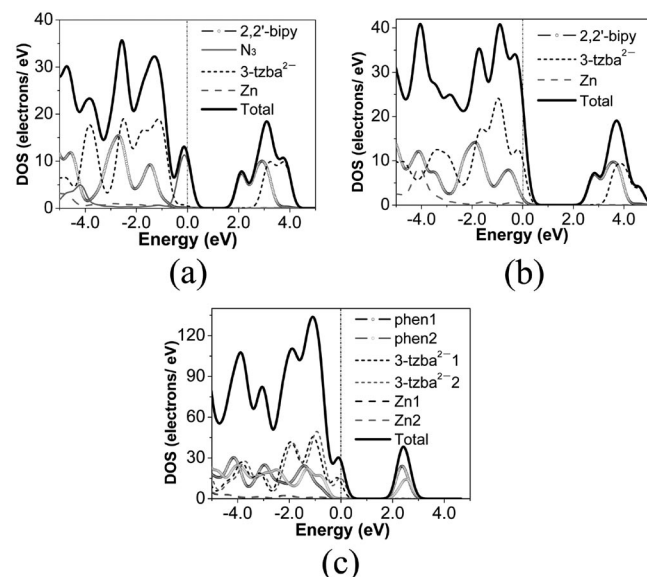 40
30
20
10
0
DOS (electrons/ eV)
-4.0 -2.0 0.0 2.0 4.0
Energy (eV)
2,2'-bipy
N₃
3-tzba²⁻
Zn
Total
(a)
40
30
20
10
0
DOS (electrons/ eV)
-4.0 -2.0 0.0 2.0 4.0
Energy (eV)
2,2'-bipy
3-tzba²⁻
Zn
Total
(b)
120
90
60
30
0
DOS (electrons/ eV)
-4.0 -2.0 0.0 2.0 4.0
Energy (eV)
phen1
phen2
3-tzba²⁻1
3-tzba²⁻2
Zn1
Zn2
Total
(c)